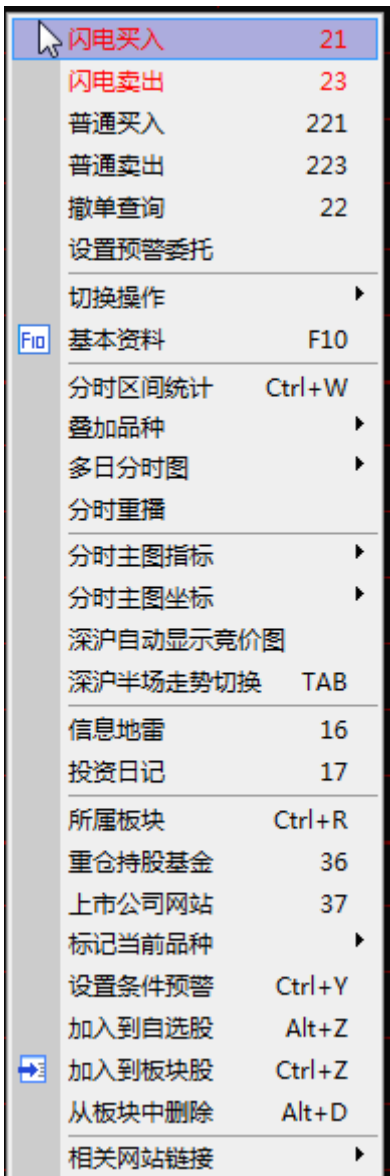 闪电买入 21
闪电卖出 23
普通买入 221
普通卖出 223
撤单查询 22
设置预警委托
切换操作
F10 基本资料 F10
分时区间统计 Ctrl+W
叠加品种
多日分时图
分时重播
分时主图指标
分时主图坐标
深沪自动显示竞价图
深沪半场走势切换 TAB
信息地雷 16
投资日记 17
所属板块 Ctrl+R
重仓持股基金 36
上市公司网站 37
标记当前品种
设置条件预警 Ctrl+Y
加入到自选股 Alt+Z
加入到板块股 Ctrl+Z
从板块中删除 Alt+D
相关网站链接